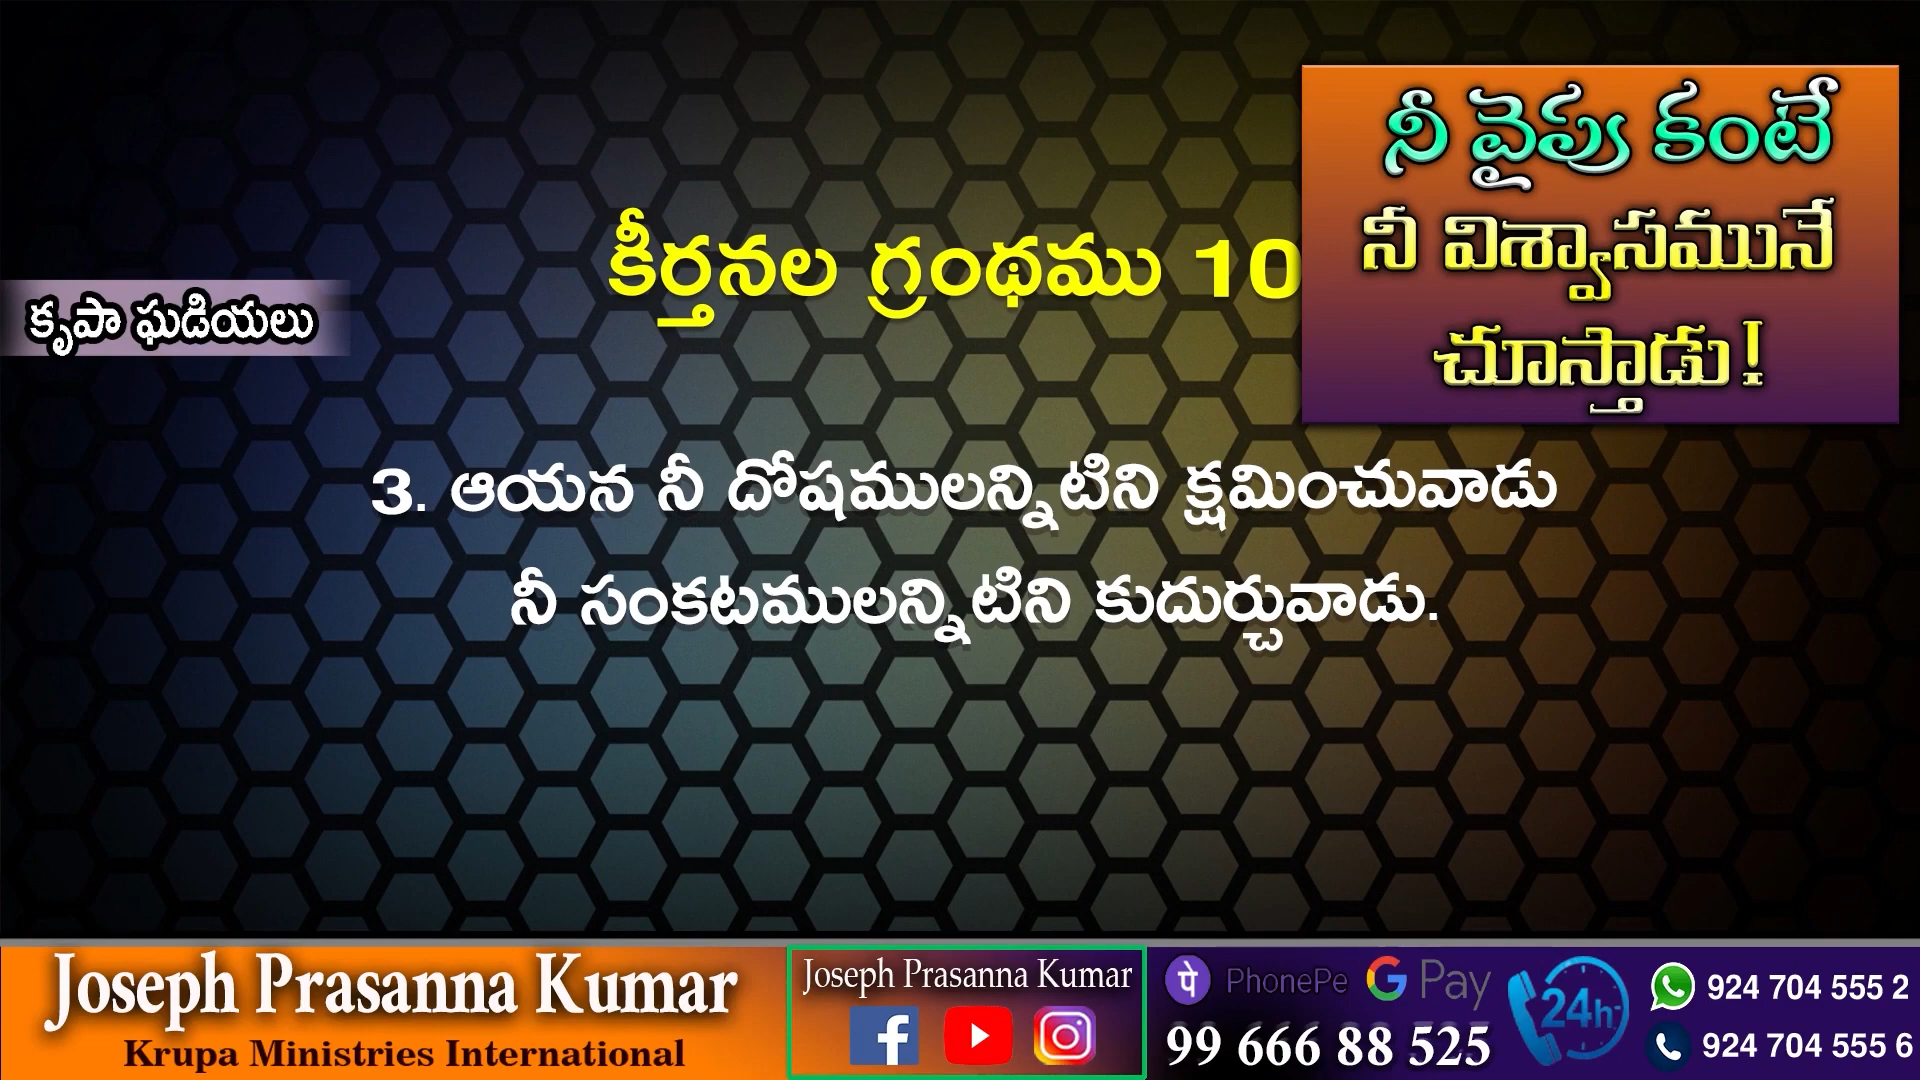 నీ వైపు కంటే
నీ విశ్వాసమునే
చూస్తాడు!
కీర్తనల గ్రంథము 10
కృపా ఘడియలు
3. ఆయన నీ దోషములన్నిటిని క్షమించువాడు
నీ సంకటములన్నిటిని కుదుర్చువాడు.
Joseph Prasanna Kumar
Krupa Ministries International
Joseph Prasanna Kumar
PhonePe G Pay
99 666 88 525
24h
924 704 555 2
924 704 555 6